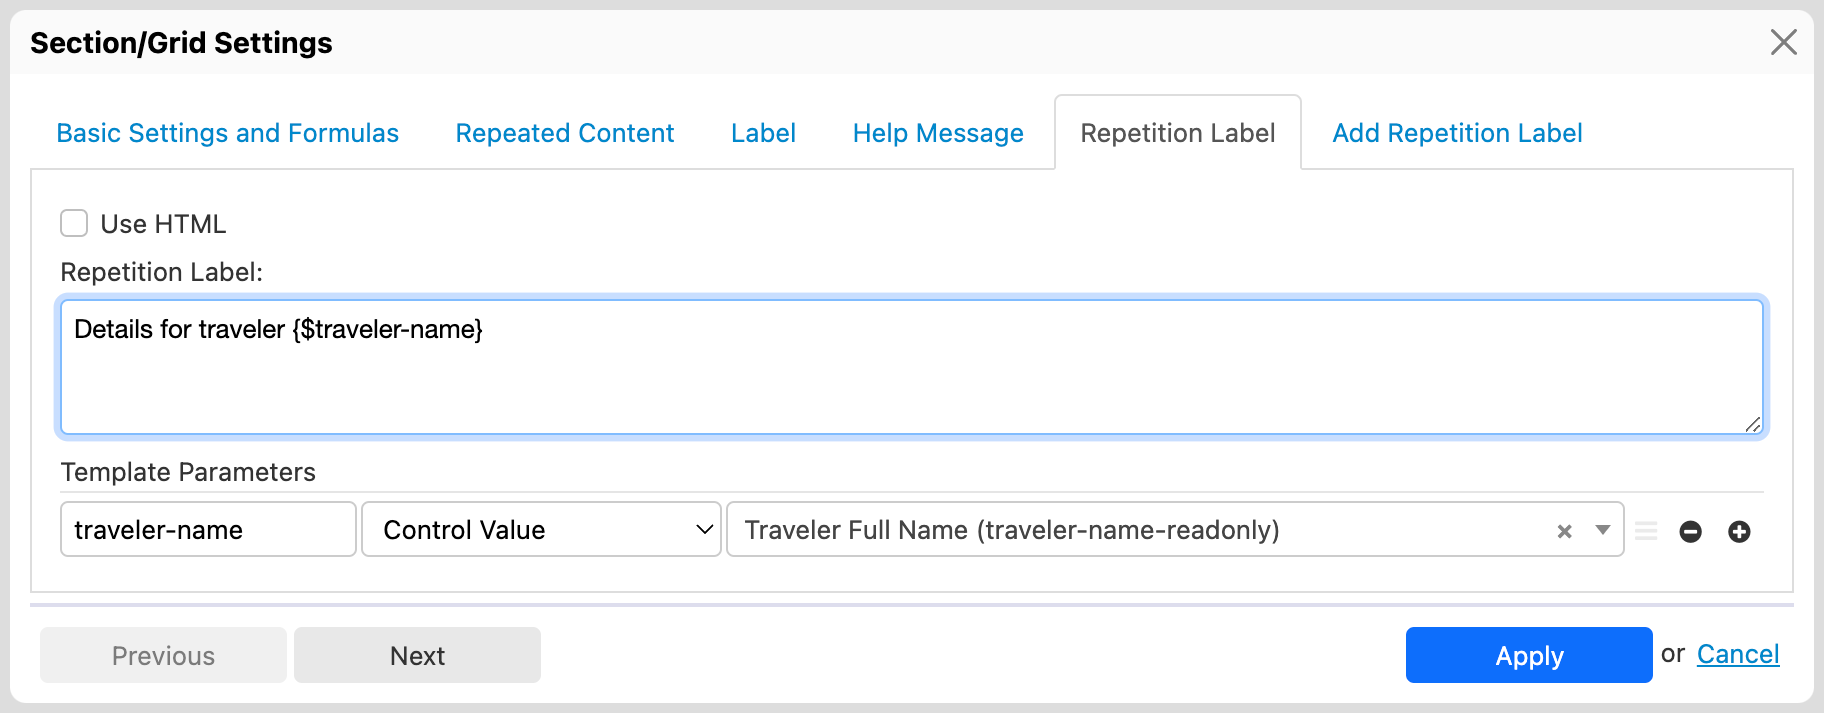 Section/Grid Settings
Basic Settings and Formulas Repeated Content Label Help Message Repetition Label Add Repetition Label
Use HTML
Repetition Label:
Details for traveler {$traveler-name}
Template Parameters
traveler-name Control Value Traveler Full Name (traveler-name-readonly)
Previous Next Apply or Cancel